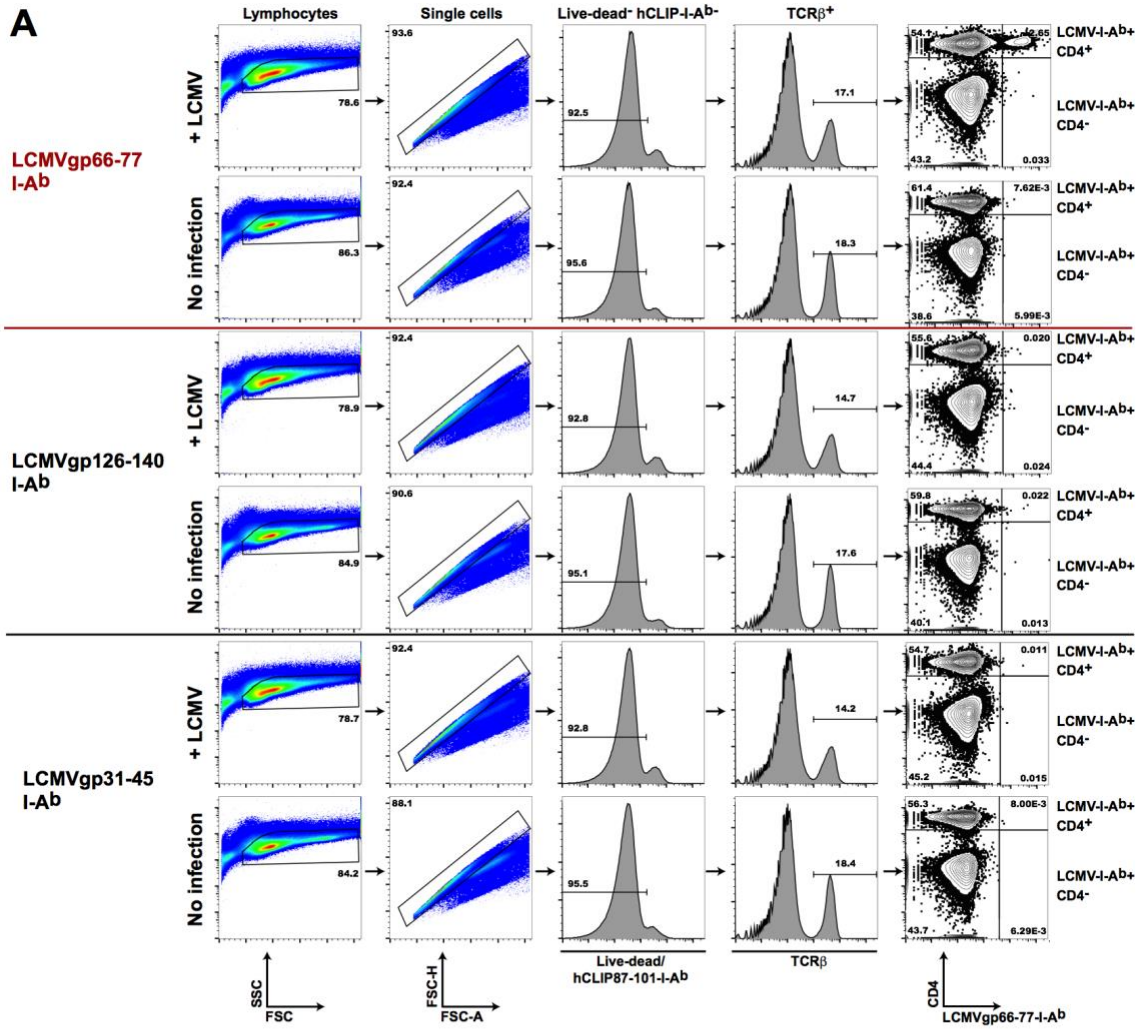 A
Lymphocytes
Single cells
Live-dead- hCLIP-I-Ab-
TCRβ+
LCMVgp66-77
I-Ab
+ LCMV
78.6
93.6
92.5
17.1
54.1
2.65
43.2
0.033
LCMV-I-Ab+
CD4+
LCMV-I-Ab+
CD4-
No infection
86.3
92.4
95.6
18.3
61.4
7.62E-3
38.6
5.99E-3
LCMV-I-Ab+
CD4+
LCMV-I-Ab+
CD4-
LCMVgp126-140
I-Ab
+ LCMV
78.9
92.4
92.8
14.7
55.6
0.020
44.4
0.024
LCMV-I-Ab+
CD4+
LCMV-I-Ab+
CD4-
No infection
84.9
90.6
95.1
17.6
59.8
0.022
40.1
0.013
LCMV-I-Ab+
CD4+
LCMV-I-Ab+
CD4-
LCMVgp31-45
I-Ab
+ LCMV
78.7
92.4
92.8
14.2
54.7
0.011
45.2
0.015
LCMV-I-Ab+
CD4+
LCMV-I-Ab+
CD4-
No infection
84.2
88.1
95.5
18.4
56.3
8.00E-3
43.7
6.29E-3
LCMV-I-Ab+
CD4+
LCMV-I-Ab+
CD4-
SSC
FSC
FSC-H
FSC-A
Live-dead/
hCLIP87-101-I-Ab
TCRβ
CD4
LCMVgp66-77-I-Ab